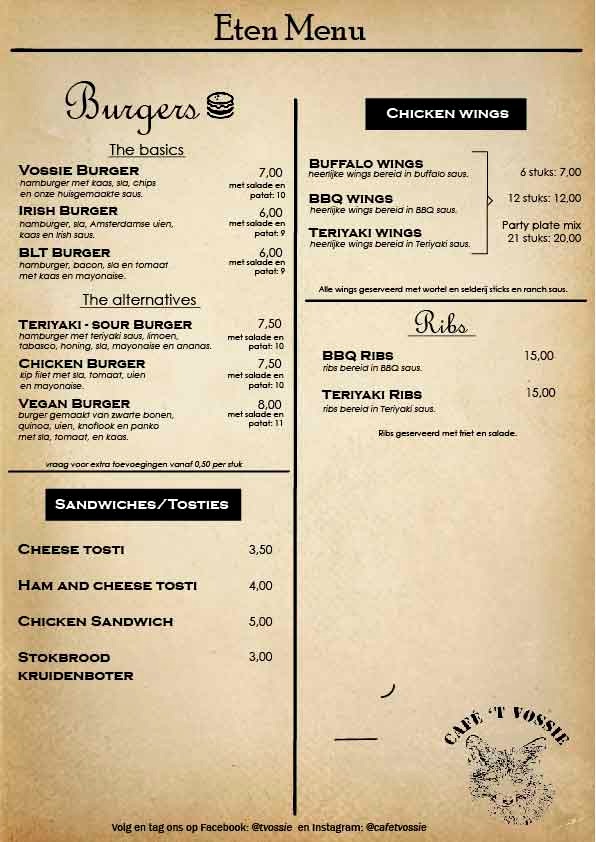 Eten Menu
Burgers
The basics
Vossie Burger 7,00
hamburger met kaas, sla, chips
en onze huisgemaakte saus.
met salade en
patat: 10
Irish Burger 6,00
hamburger, sla, Amsterdamse uien,
kaas en Irish saus.
met salade en
patat: 9
BLT Burger 6,00
hamburger, bacon, sla en tomaat
met kaas en mayonaise.
met salade en
patat: 9
The alternatives
Teriyaki - sour Burger 7,50
hamburger met teriyaki saus, limoen,
tabasco, honing, sla, mayonaise en ananas.
met salade en
patat: 10
Chicken Burger 7,50
kip filet met sla, tomaat, uien
en mayonaise.
met salade en
patat: 10
Vegan Burger 8,00
burger gemaakt van zwarte bonen,
quinoa, uien, knoflook en panko
met sla, tomaat, en kaas.
met salade en
patat: 11
vraag voor extra toevoegingen vanaf 0,50 per stuk
Sandwiches/Tosties
Cheese tosti 3,50
Ham and cheese tosti 4,00
Chicken Sandwich 5,00
Stokbrood 3,00
kruidenboter
Chicken wings
Buffalo wings
heerlijke wings bereid in buffalo saus.
BBQ wings
heerlijke wings bereid in BBQ saus.
Teriyaki wings
heerlijke wings bereid in Teriyaki saus.
6 stuks: 7,00
12 stuks: 12,00
Party plate mix
21 stuks: 20,00
Alle wings geserveerd met wortel en selderij sticks en ranch saus.
Ribs
BBQ Ribs 15,00
ribs bereid in BBQ saus.
Teriyaki Ribs 15,00
ribs bereid in Teriyaki saus.
Ribs geserveerd met friet en salade.
CAFÉ 'T VOSSIE
Volg en tag ons op Facebook: @tvossie en Instagram: @cafetvossie